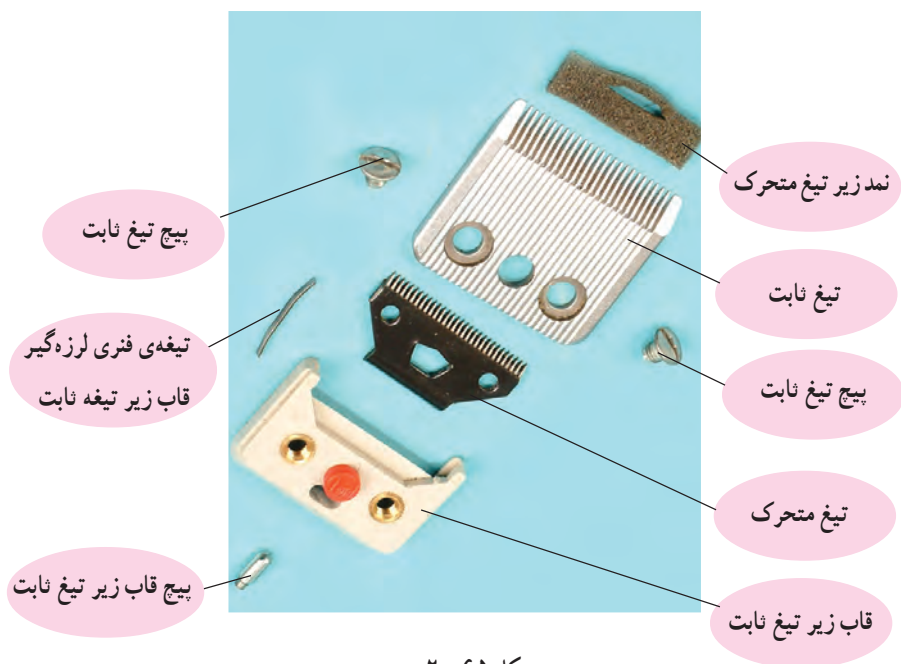 نمد زیر تیغ متحرک
پیچ تیغ ثابت
تیغ ثابت
تیغه‌ی فنری لرزه‌گیر
قاب زیر تیغه ثابت
پیچ تیغ ثابت
تیغ متحرک
پیچ قاب زیر تیغ ثابت
قاب زیر تیغ ثابت